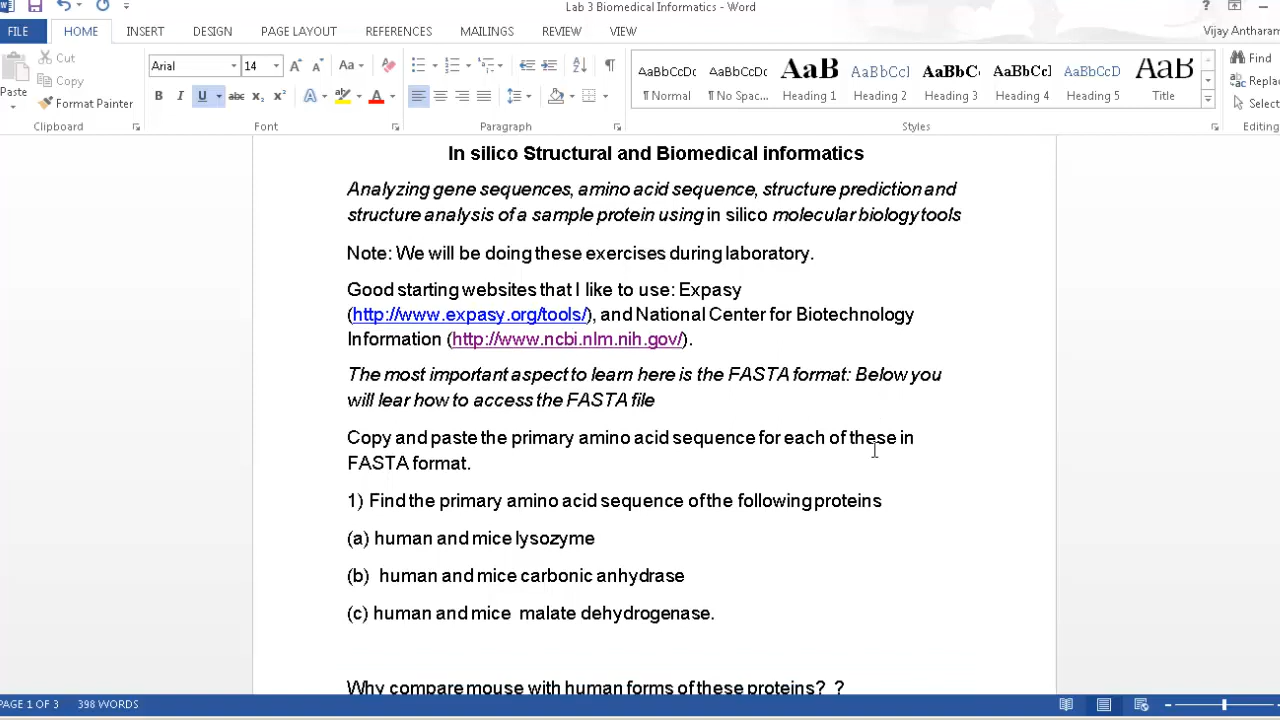 Lab 3 Biomedical Informatics - Word
?
FILE HOME INSERT DESIGN PAGE LAYOUT REFERENCES MAILINGS REVIEW VIEW Vijay Antharam
Cut
Copy
Paste
Format Painter
Clipboard
Arial 14 Aa
B I U abc x₂ x² A ab A
Font
Paragraph
AaBbCcDc AaBbCcDc AaB AaBbCcI AaBbC AaBbC AaBbCcD AaB
¶ Normal ¶ No Spac... Heading 1 Heading 2 Heading 3 Heading 4 Heading 5 Title
Styles
Find
Replac
Select
Editing
In silico Structural and Biomedical informatics
Analyzing gene sequences, amino acid sequence, structure prediction and
structure analysis of a sample protein using in silico molecular biology tools
Note: We will be doing these exercises during laboratory.
Good starting websites that I like to use: Expasy
(http://www.expasy.org/tools/), and National Center for Biotechnology
Information (http://www.ncbi.nlm.nih.gov/).
The most important aspect to learn here is the FASTA format: Below you
will lear how to access the FASTA file
Copy and paste the primary amino acid sequence for each of these in
FASTA format.
1) Find the primary amino acid sequence of the following proteins
(a) human and mice lysozyme
(b) human and mice carbonic anhydrase
(c) human and mice malate dehydrogenase.
Why compare mouse with human forms of these proteins? ?
PAGE 1 OF 3 398 WORDS